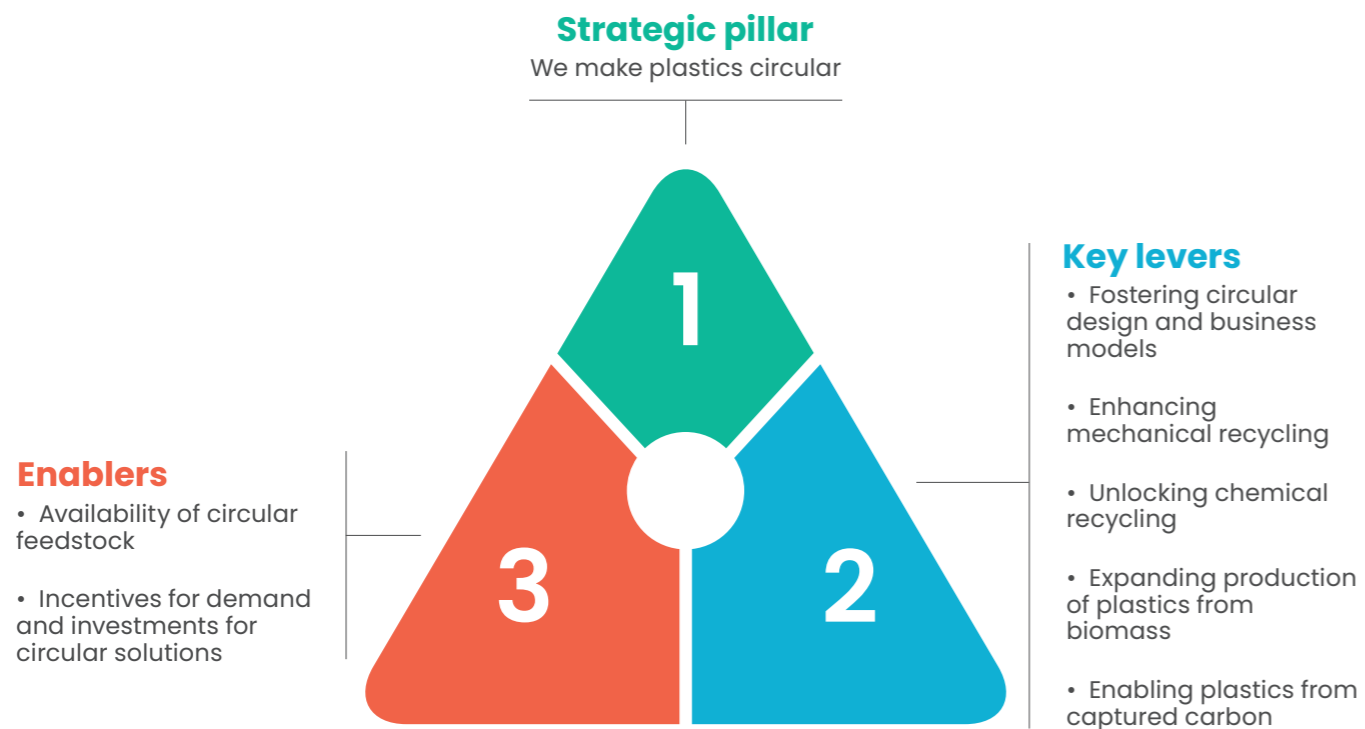 Strategic pillar
We make plastics circular
1
Key levers
• Fostering circular
design and business
models
• Enhancing
mechanical recycling
• Unlocking chemical
recycling
• Expanding production
of plastics from
biomass
• Enabling plastics from
captured carbon
2
Enablers
• Availability of circular
feedstock
• Incentives for demand
and investments for
circular solutions
3